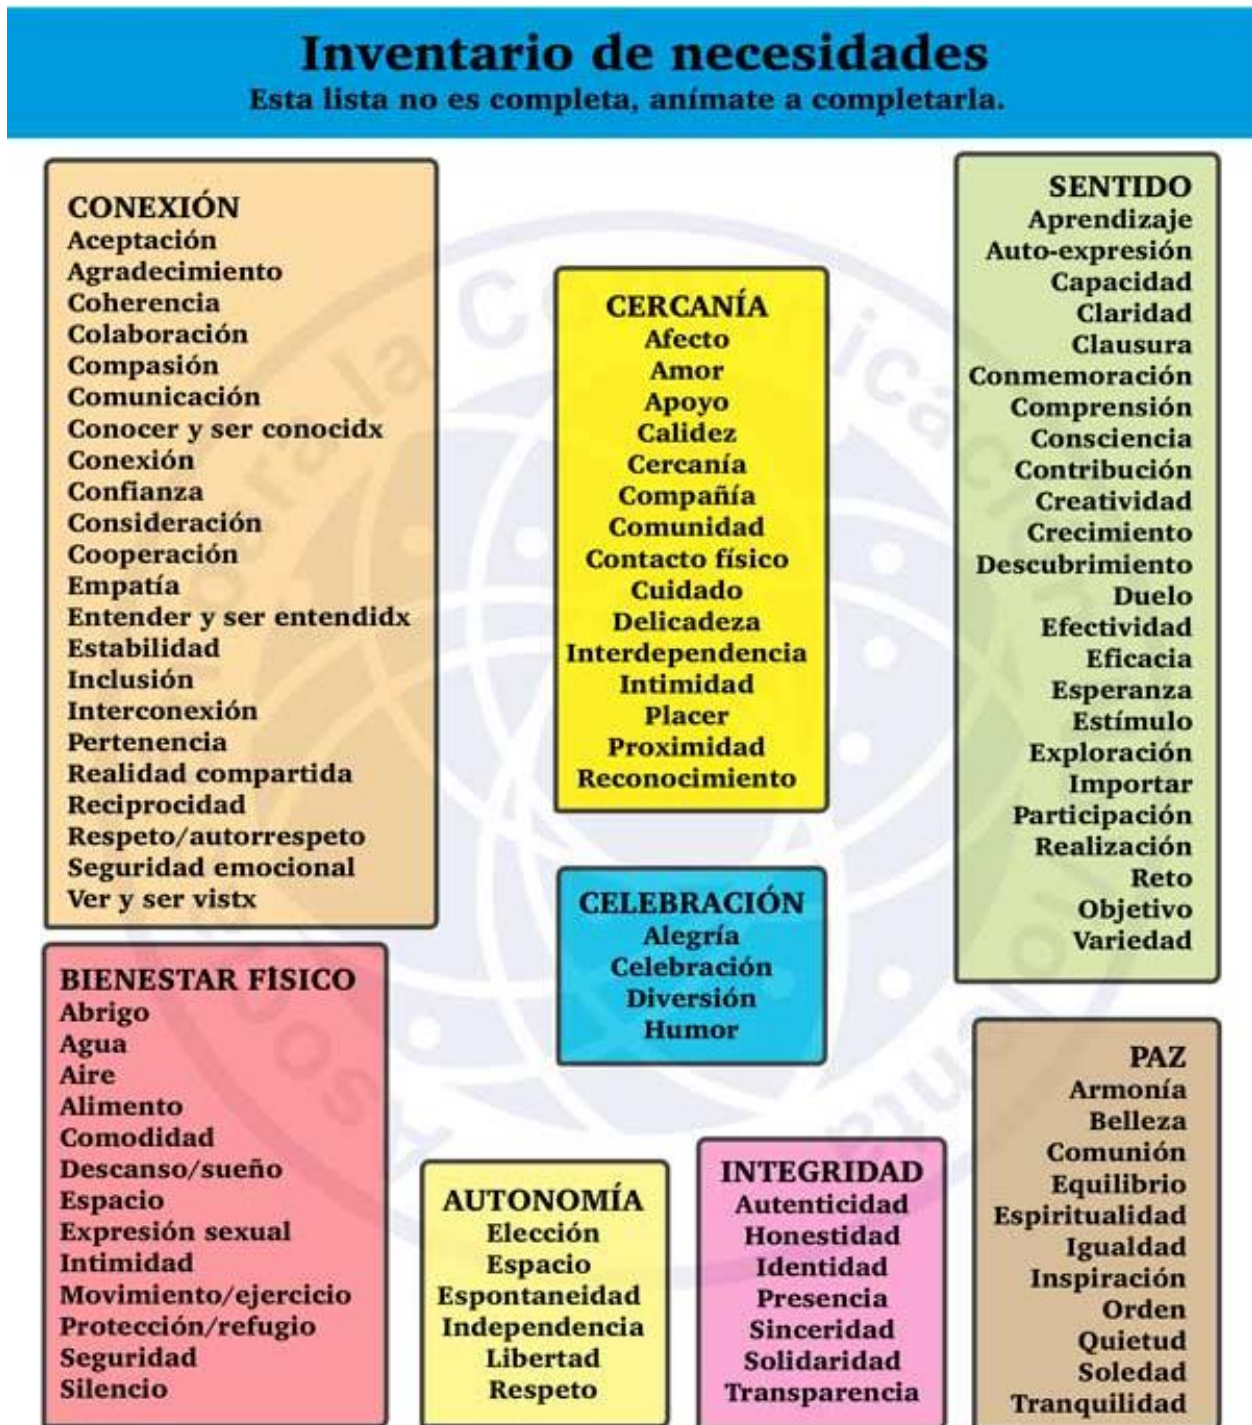 Inventario de necesidades
Esta lista no es completa, anímate a completarla.
CONEXIÓN
Aceptación
Agradecimiento
Coherencia
Colaboración
Compasión
Comunicación
Conocer y ser conocidx
Conexión
Confianza
Consideración
Cooperación
Empatía
Entender y ser entendidx
Estabilidad
Inclusión
Interconexión
Pertenencia
Realidad compartida
Reciprocidad
Respeto/autorrespeto
Seguridad emocional
Ver y ser vistx
CERCANÍA
Afecto
Amor
Apoyo
Calidez
Cercanía
Compañía
Comunidad
Contacto físico
Cuidado
Delicadeza
Interdependencia
Intimidad
Placer
Proximidad
Reconocimiento
SENTIDO
Aprendizaje
Auto-expresión
Capacidad
Claridad
Clausura
Conmemoración
Comprensión
Consciencia
Contribución
Creatividad
Crecimiento
Descubrimiento
Duelo
Efectividad
Eficacia
Esperanza
Estímulo
Exploración
Importar
Participación
Realización
Reto
Objetivo
Variedad
CELEBRACIÓN
Alegría
Celebración
Diversión
Humor
BIENESTAR FÍSICO
Abrigo
Agua
Aire
Alimento
Comodidad
Descanso/sueño
Espacio
Expresión sexual
Intimidad
Movimiento/ejercicio
Protección/refugio
Seguridad
Silencio
AUTONOMÍA
Elección
Espacio
Espontaneidad
Independencia
Libertad
Respeto
INTEGRIDAD
Autenticidad
Honestidad
Identidad
Presencia
Sinceridad
Solidaridad
Transparencia
PAZ
Armonía
Belleza
Comunión
Equilibrio
Espiritualidad
Igualdad
Inspiración
Orden
Quietud
Soledad
Tranquilidad